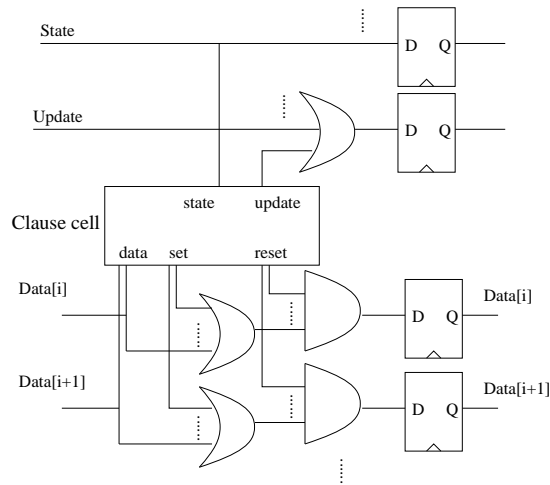 State
D Q
Update
D Q
state update
Clause cell
data set reset
Data[i]
D Q
Data[i]
Data[i+1]
D Q
Data[i+1]